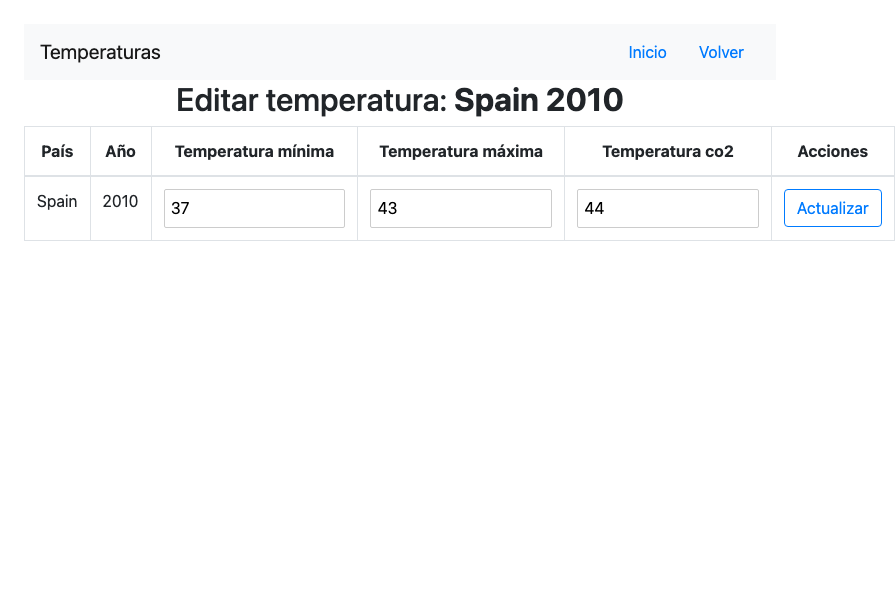 Temperaturas Inicio Volver
Editar temperatura: Spain 2010
País Año Temperatura mínima Temperatura máxima Temperatura co2 Acciones
Spain 2010 37 43 44 Actualizar